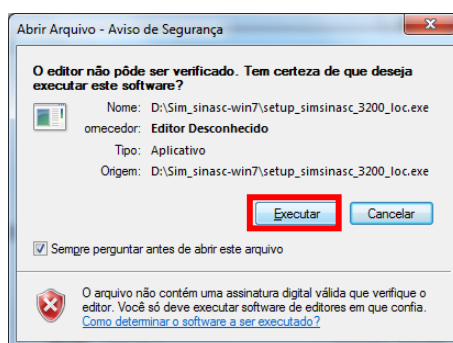 Abrir Arquivo - Aviso de Segurança
O editor não pôde ser verificado. Tem certeza de que deseja
executar este software?
Nome: D:\Sim_sinasc-win7\setup_simsinasc_3200_loc.exe
omecedor: Editor Desconhecido
Tipo: Aplicativo
Origem: D:\Sim_sinasc-win7\setup_simsinasc_3200_loc.exe
Executar Cancelar
Sempre perguntar antes de abrir este arquivo
O arquivo não contém uma assinatura digital válida que verifique o
editor. Você só deve executar software de editores em que confia.
Como determinar o software a ser executado?